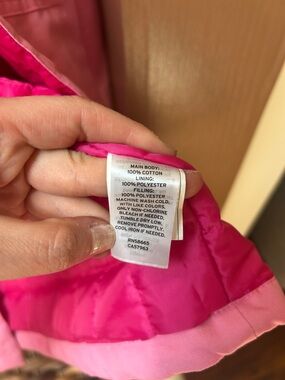 MAIN BODY:
100% COTTON
LINING:
100% POLYESTER
FILLING:
100% POLYESTER
MACHINE WASH COLD,
WITH LIKE COLORS,
ONLY NON-CHLORINE
BLEACH IF NEEDED,
TUMBLE DRY LOW,
REMOVE PROMPTLY,
COOL IRON IF NEEDED.
RN58665
CA57963